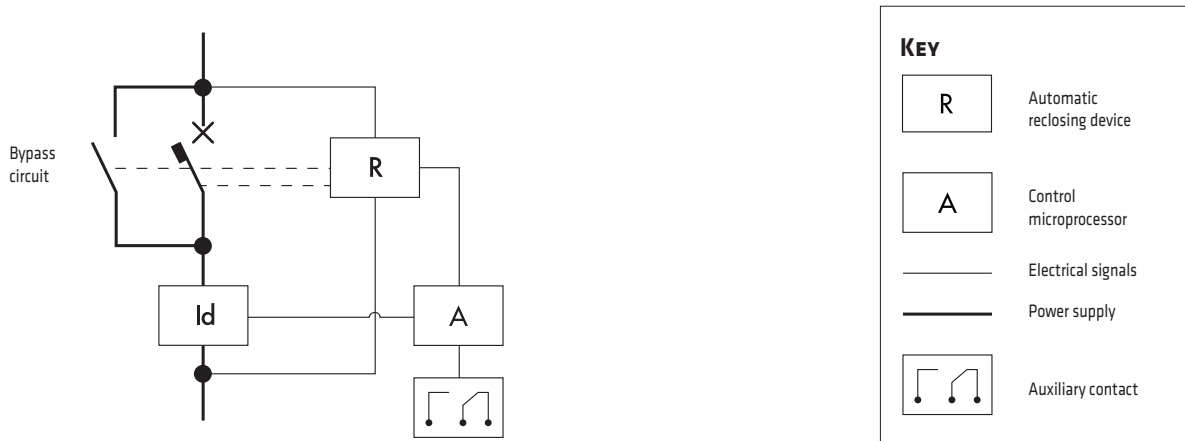 Bypass
circuit
R
Id
A
KEY
R
Automatic
reclosing device
A
Control
microprocessor
Electrical signals
Power supply
Auxiliary contact